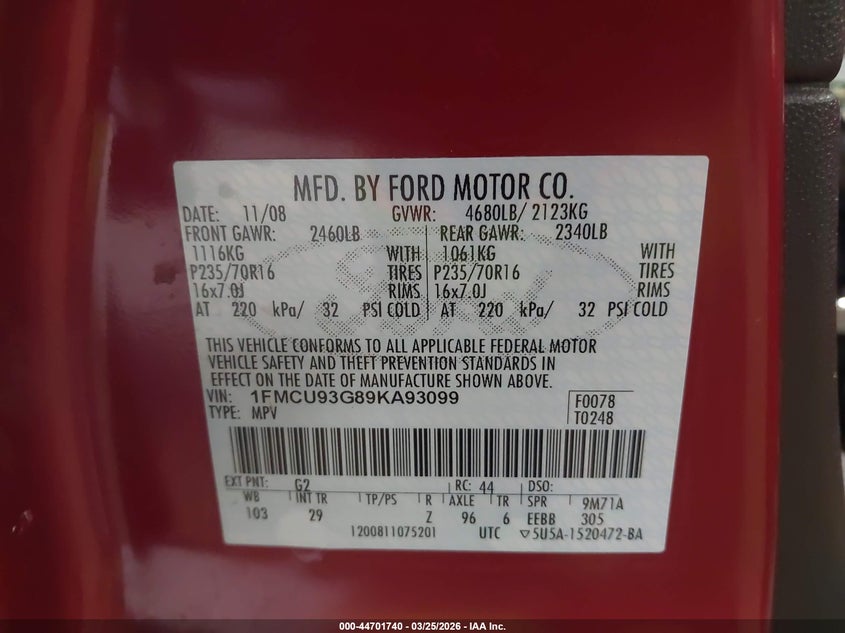 MFD. BY FORD MOTOR CO.
DATE: 11/08 GVWR: 4680LB/ 2123KG
FRONT GAWR: 2460LB REAR GAWR: 2340LB
1116KG WITH 1061KG WITH
P235/70R16 TIRES P235/70R16 TIRES
16x7.0J RIMS 16x7.0J RIMS
AT 220 kPa/ 32 PSI COLD AT 220 kPa/ 32 PSI COLD
THIS VEHICLE CONFORMS TO ALL APPLICABLE FEDERAL MOTOR
VEHICLE SAFETY AND THEFT PREVENTION STANDARDS IN
EFFECT ON THE DATE OF MANUFACTURE SHOWN ABOVE.
VIN: 1FMCU93G89KA93099 F0078
TYPE: MPV T0248
EXT PNT: G2 RC: 44 DSO:
WB INT TR TP/PS R AXLE TR SPR 9M71A
103 29 Z 96 6 EEBB 305
1200811075201 UTC ▽5U5A-1520472-BA
000-44701740 - 03/25/2026 - IAA Inc.